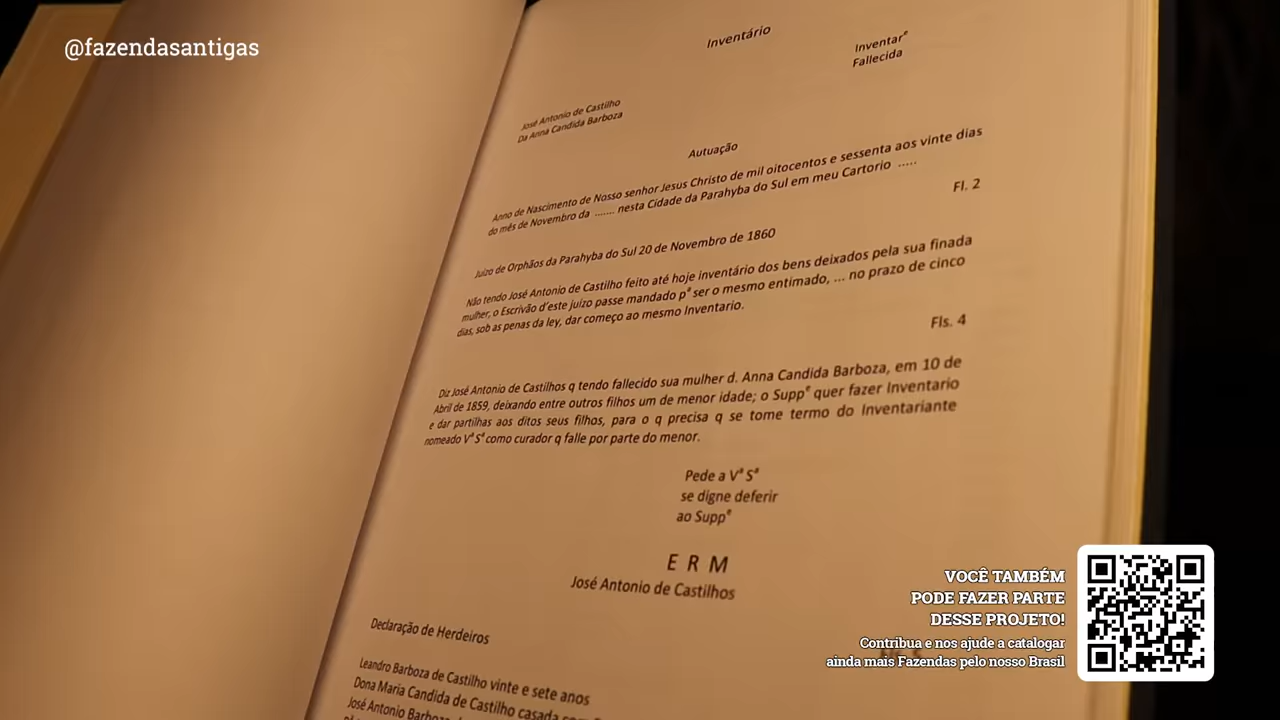 @fazendasantigas
Inventário
Inventarᵉ
Fallecida
José Antonio de Castilho
Da Anna Candida Barboza
Autuação
Anno de Nascimento de Nosso senhor Jesus Christo de mil oitocentos e sessenta aos vinte dias
do mês de Novembro da ....... nesta Cidade da Parahyba do Sul em meu Cartorio .....
Fl. 2
Juizo de Orphãos da Parahyba do Sul 20 de Novembro de 1860
Não tendo José Antonio de Castilho feito até hoje inventário dos bens deixados pela sua finada
mulher, o Escrivão d'este juízo passe mandado pᵃ ser o mesmo entimado, ... no prazo de cinco
dias, sob as penas da ley, dar começo ao mesmo Inventario.
Fls. 4
Diz José Antonio de Castilhos q tendo fallecido sua mulher d. Anna Candida Barboza, em 10 de
Abril de 1859, deixando entre outros filhos um de menor idade; o Suppᵉ quer fazer Inventario
e dar partilhas aos ditos seus filhos, para o q precisa q se tome termo do Inventariante
nomeado Vᵃ Sᵃ como curador q falle por parte do menor.
Pede a Vᵃ Sᵃ
se digne deferir
ao Suppᵉ
E R M
José Antonio de Castilhos
Declaração de Herdeiros
Leandro Barboza de Castilho vinte e sete anos
Dona Maria Candida de Castilho casada
José Antonio Barboza
VOCÊ TAMBÉM
PODE FAZER PARTE
DESSE PROJETO!
Contribua e nos ajude a catalogar
ainda mais Fazendas pelo nosso Brasil